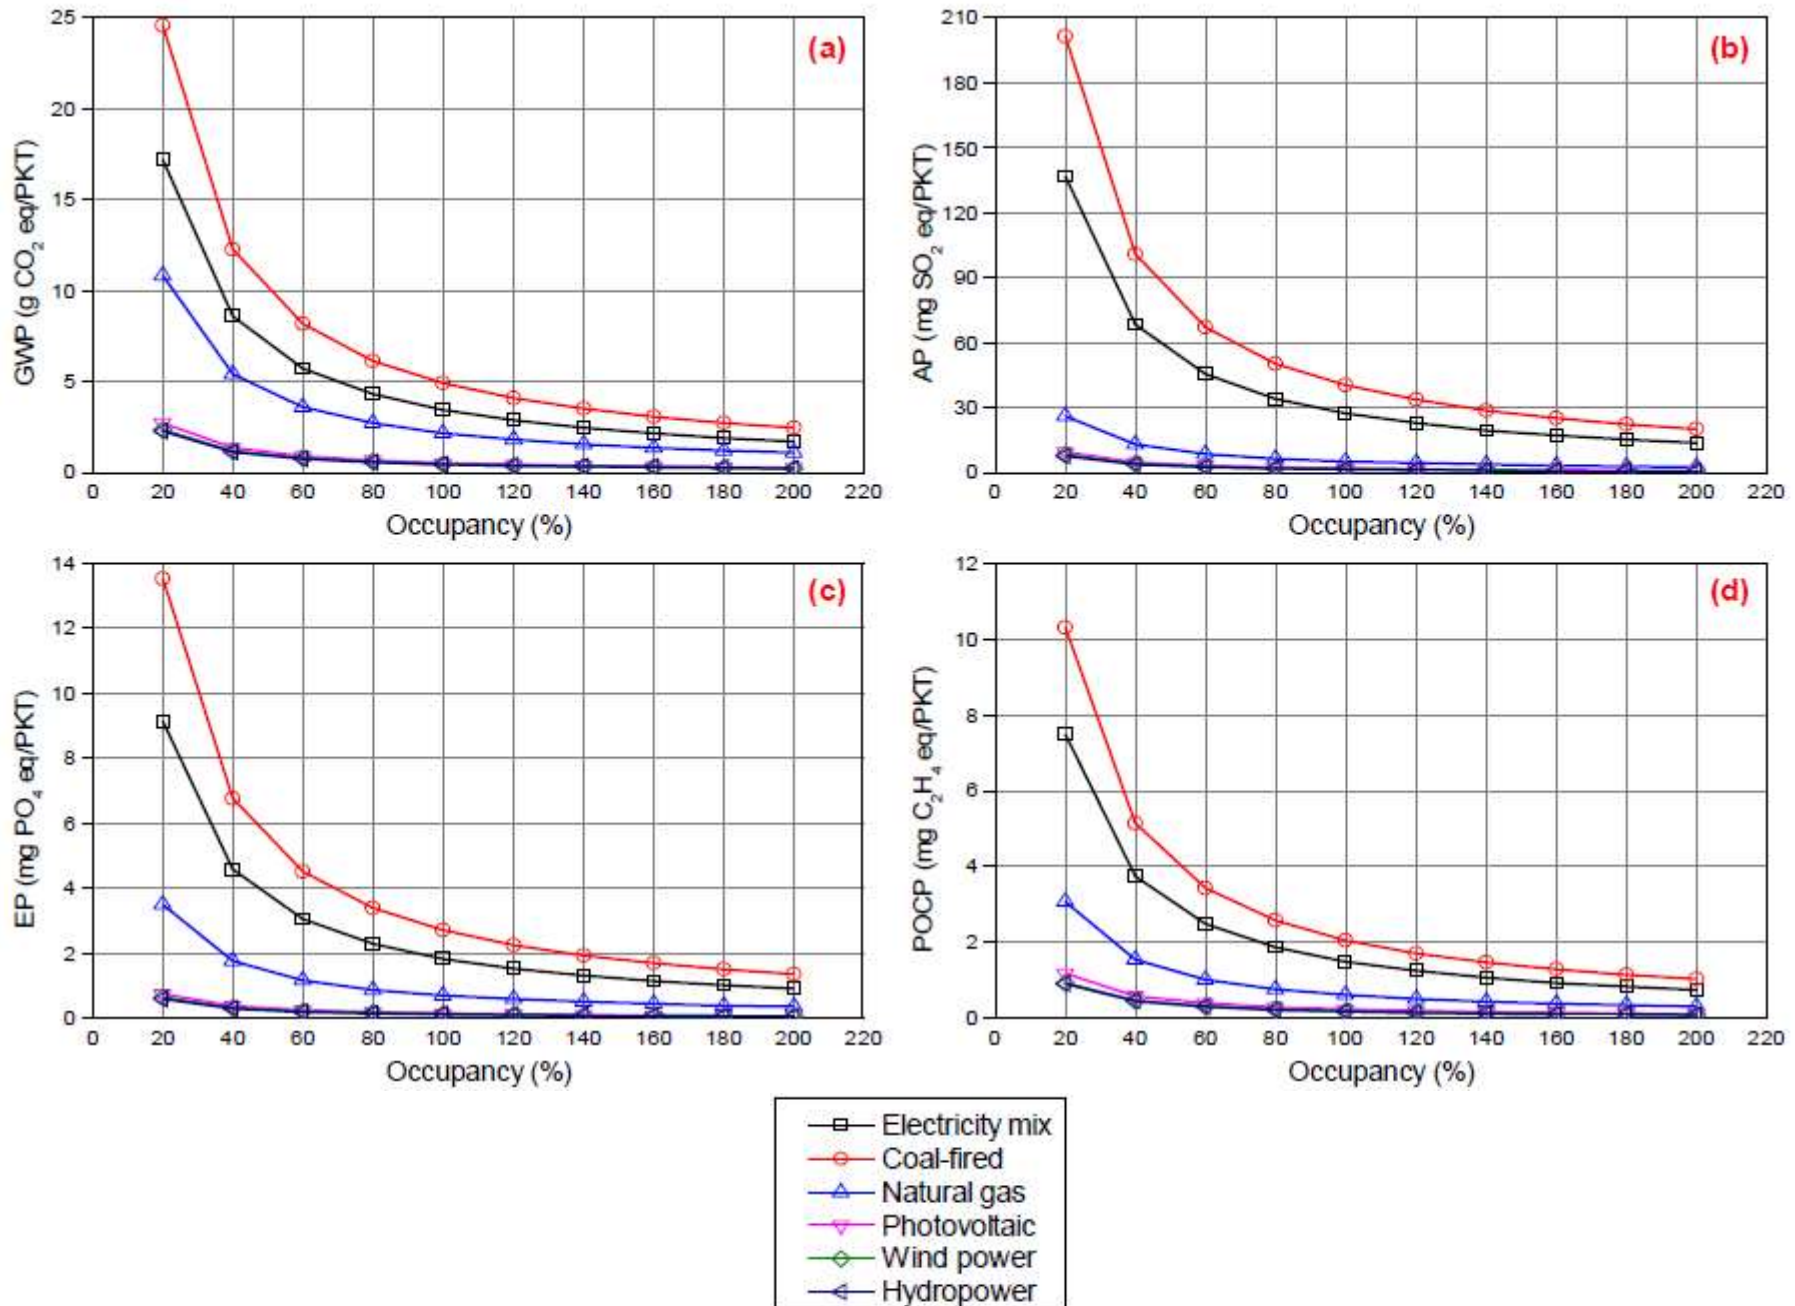 (a)
25
20
15
10
5
0
GWP (g CO2 eq/PKT)
0 20 40 60 80 100 120 140 160 180 200 220
Occupancy (%)
(b)
210
180
150
120
90
60
30
0
AP (mg SO2 eq/PKT)
0 20 40 60 80 100 120 140 160 180 200 220
Occupancy (%)
(c)
14
12
10
8
6
4
2
0
EP (mg PO4 eq/PKT)
0 20 40 60 80 100 120 140 160 180 200 220
Occupancy (%)
(d)
12
10
8
6
4
2
0
POCP (mg C2H4 eq/PKT)
0 20 40 60 80 100 120 140 160 180 200 220
Occupancy (%)
Electricity mix
Coal-fired
Natural gas
Photovoltaic
Wind power
Hydropower